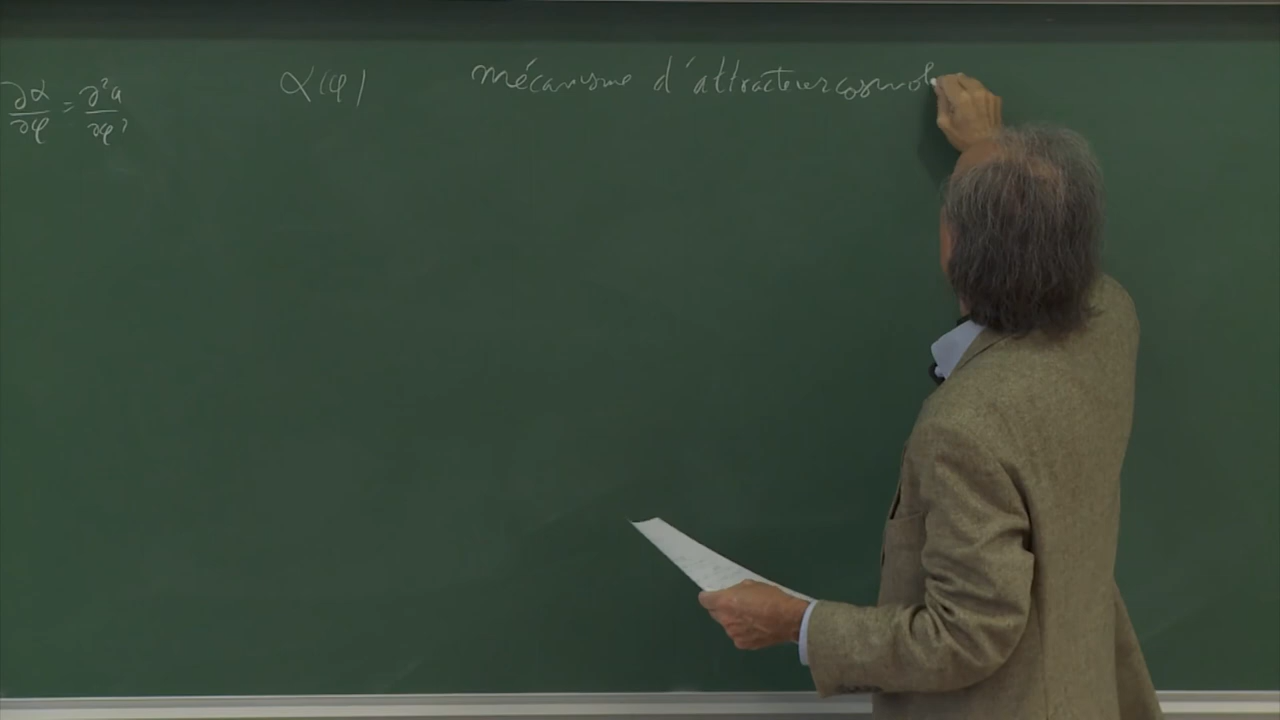 ∂α/∂φ = ∂²a/∂φ² α(φ) mécanisme d'attracteur cosmol